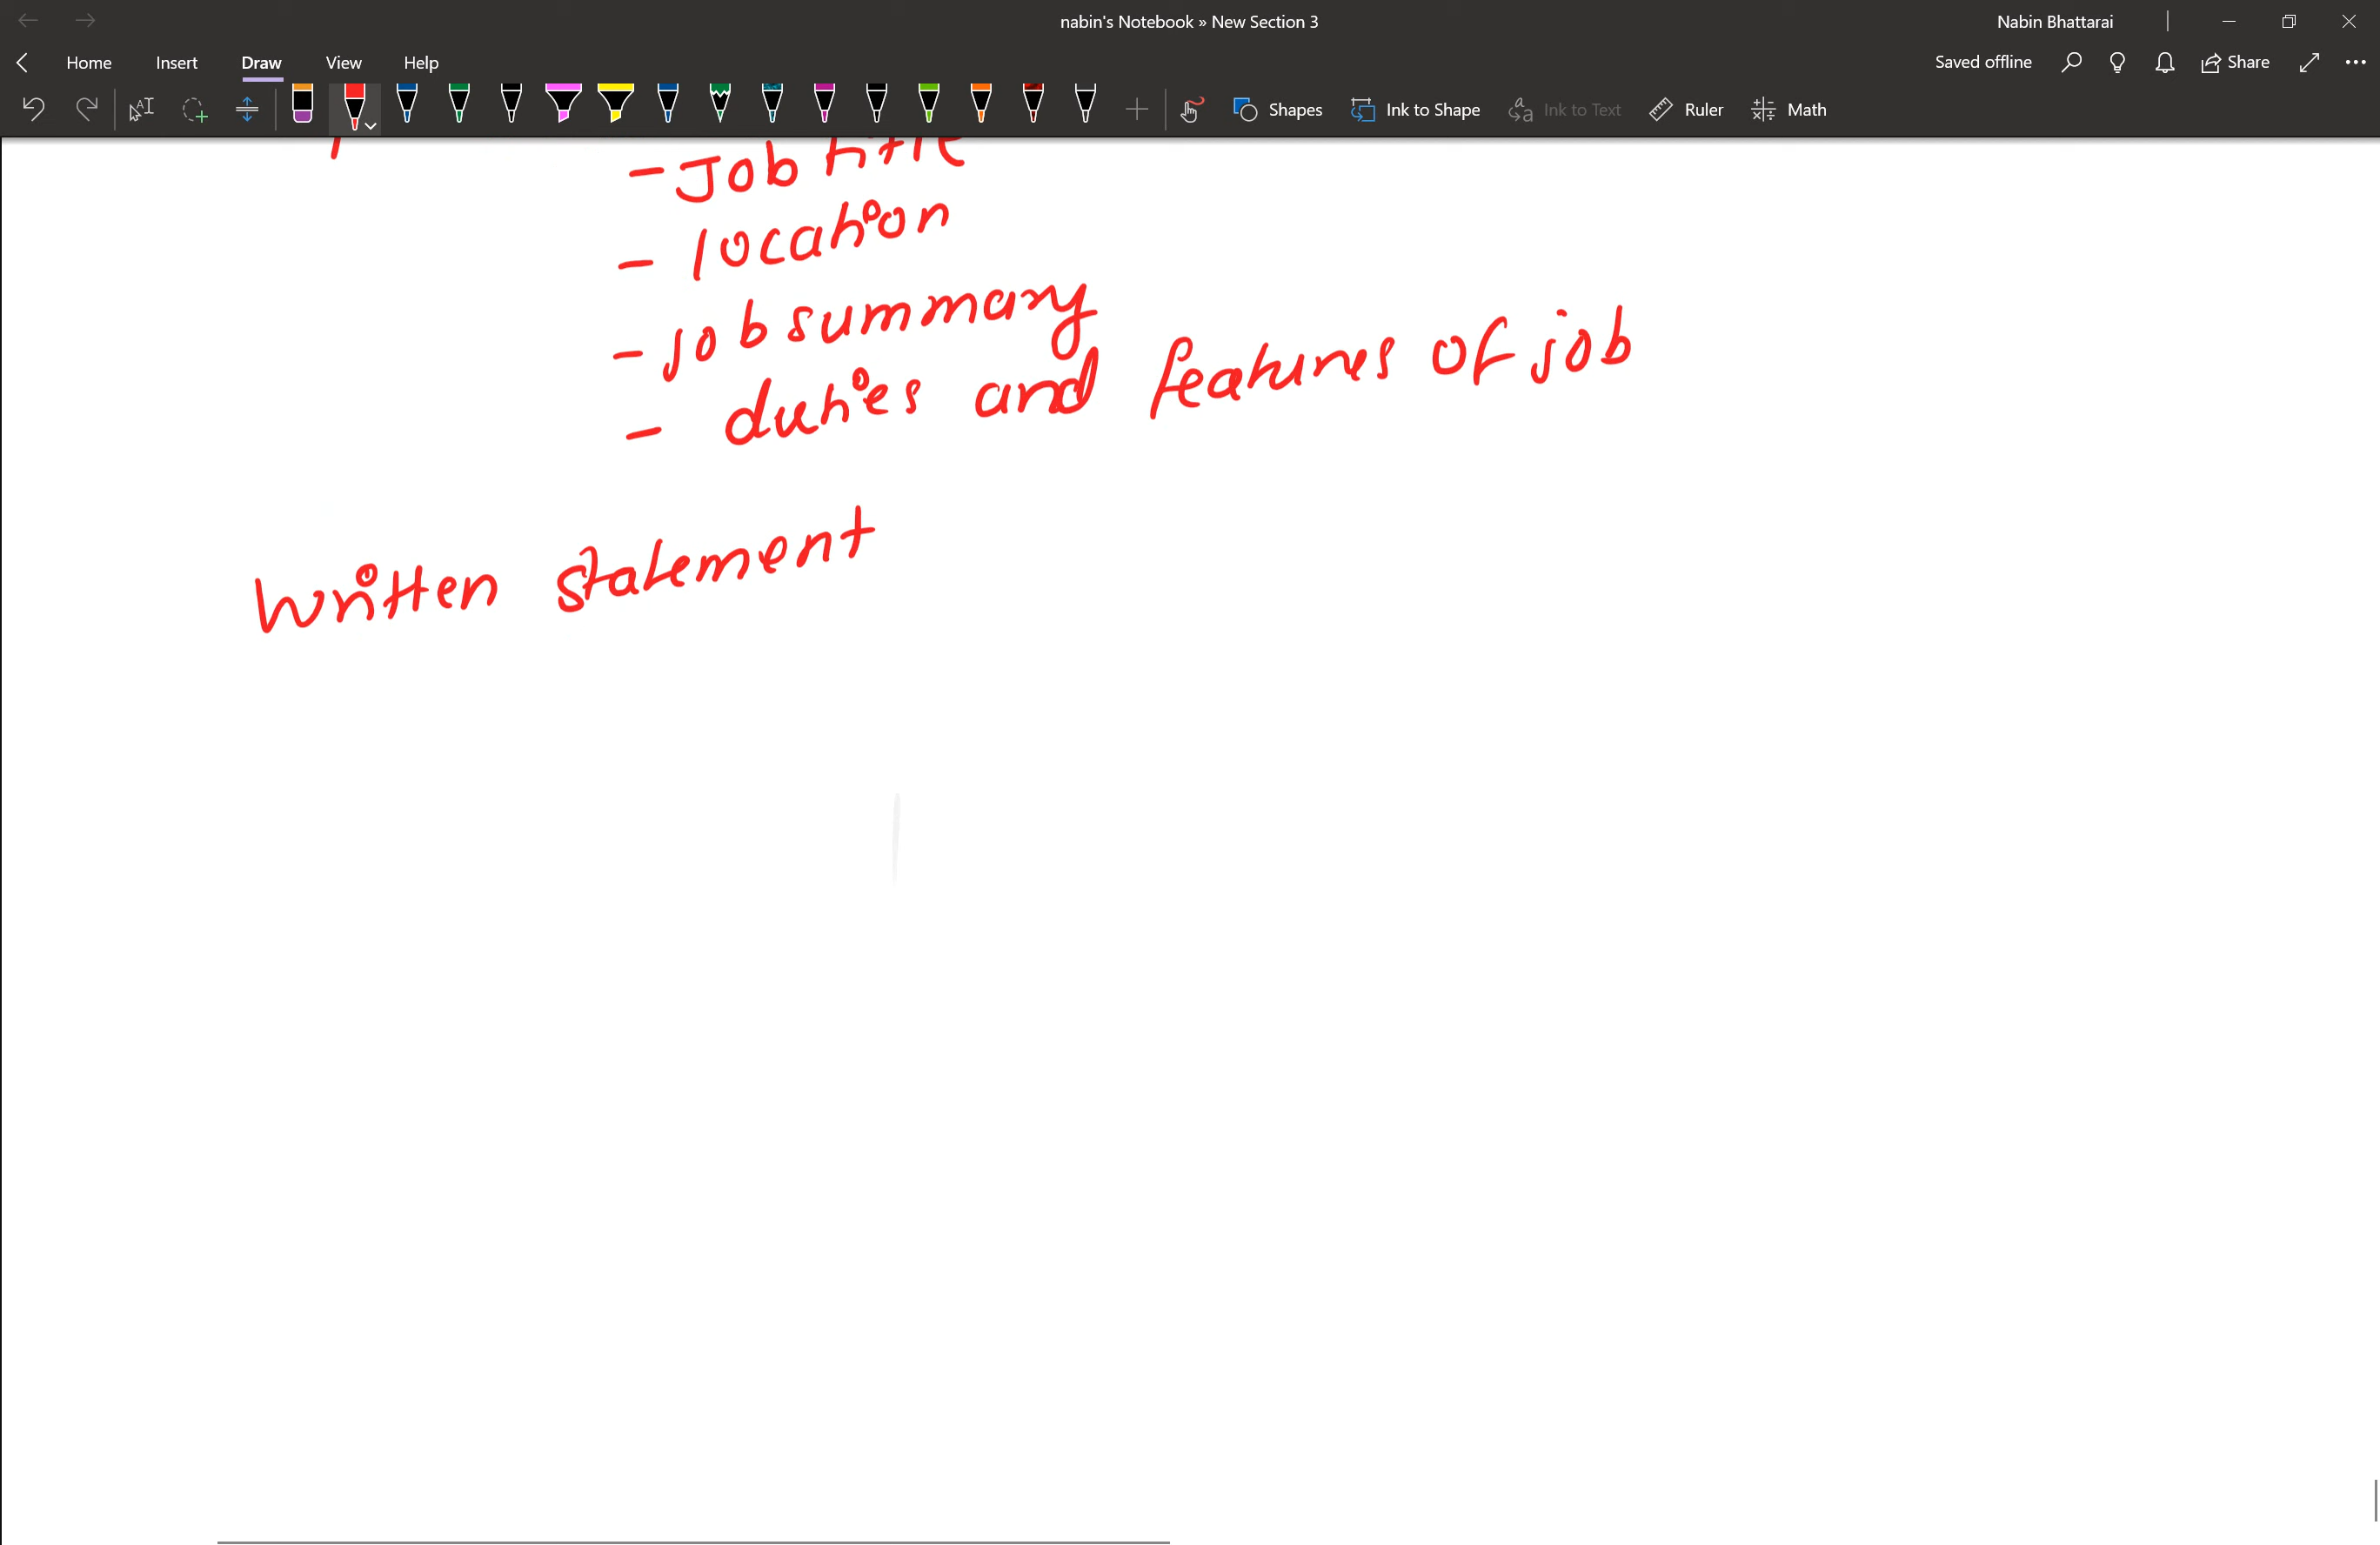 nabin's Notebook » New Section 3
Nabin Bhattarai
Home Insert Draw View Help
Saved offline
Share
Shapes Ink to Shape Ink to Text Ruler Math
- Job title
- location
- job summary
- duties and features of job
Written statement